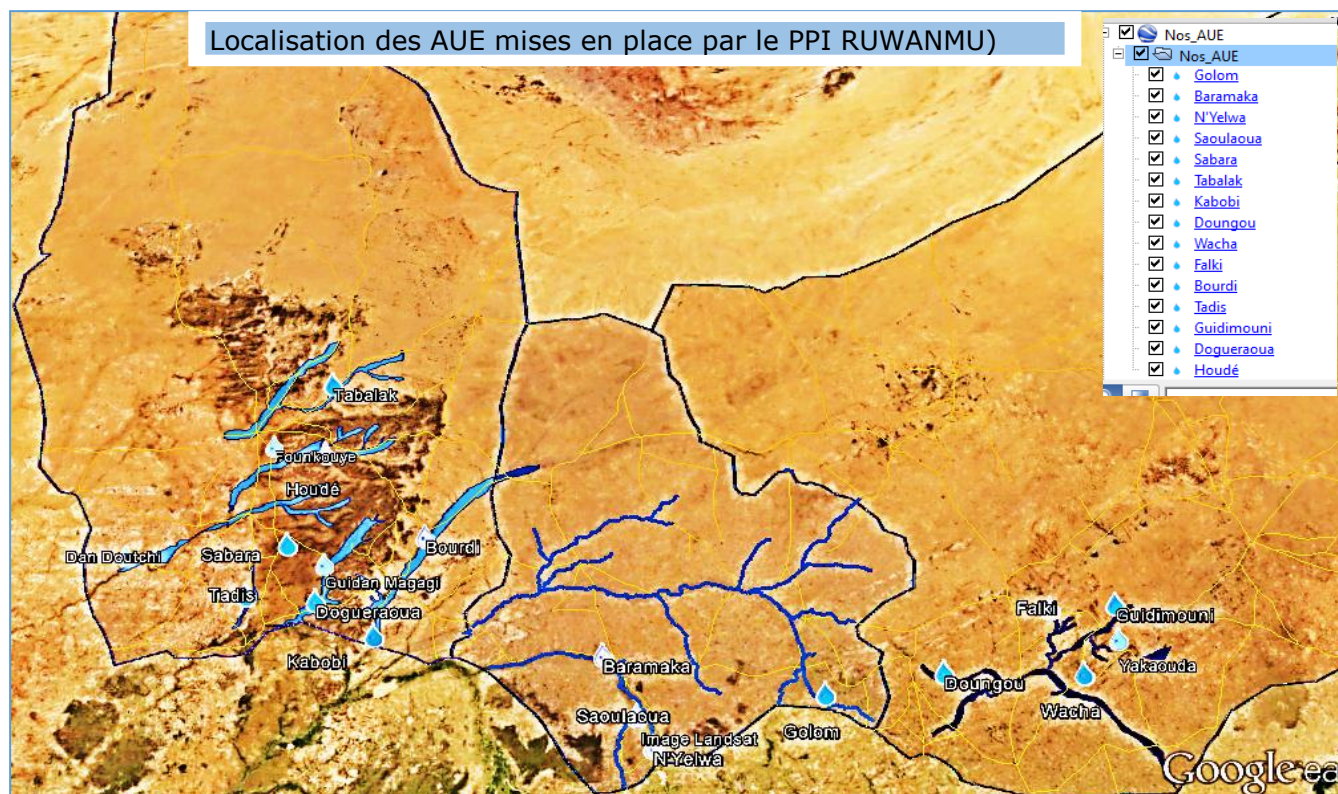 Localisation des AUE mises en place par le PPI RUWANMU)
Nos_AUE
Nos_AUE
Golom
Baramaka
N'Yelwa
Saoulaoua
Sabara
Tabalak
Kabobi
Doungou
Wacha
Falki
Bourdi
Tadis
Guidimouni
Dogueraoua
Houdé
Tabalak
Founkouye
Houdé
Dan Doutchi
Sabara
Bourdi
Guidan Magagi
Tadis
Dogueraoua
Kabobi
Baramaka
Saoulaoua
Image Landsat
N'Yelwa
Golom
Falki
Guidimouni
Yakaouda
Doungou
Wacha
Google ea